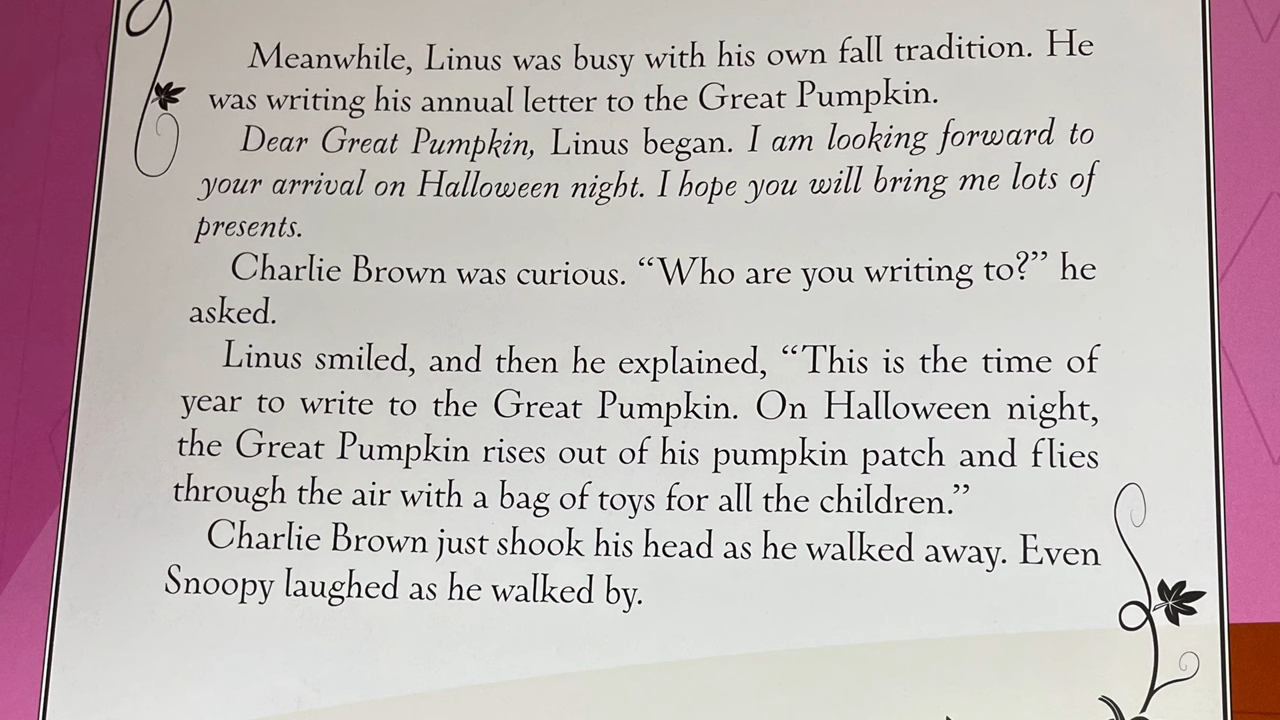 Meanwhile, Linus was busy with his own fall tradition. He
was writing his annual letter to the Great Pumpkin.
Dear Great Pumpkin, Linus began. I am looking forward to
your arrival on Halloween night. I hope you will bring me lots of
presents.
Charlie Brown was curious. “Who are you writing to?” he
asked.
Linus smiled, and then he explained, “This is the time of
year to write to the Great Pumpkin. On Halloween night,
the Great Pumpkin rises out of his pumpkin patch and flies
through the air with a bag of toys for all the children.”
Charlie Brown just shook his head as he walked away. Even
Snoopy laughed as he walked by.